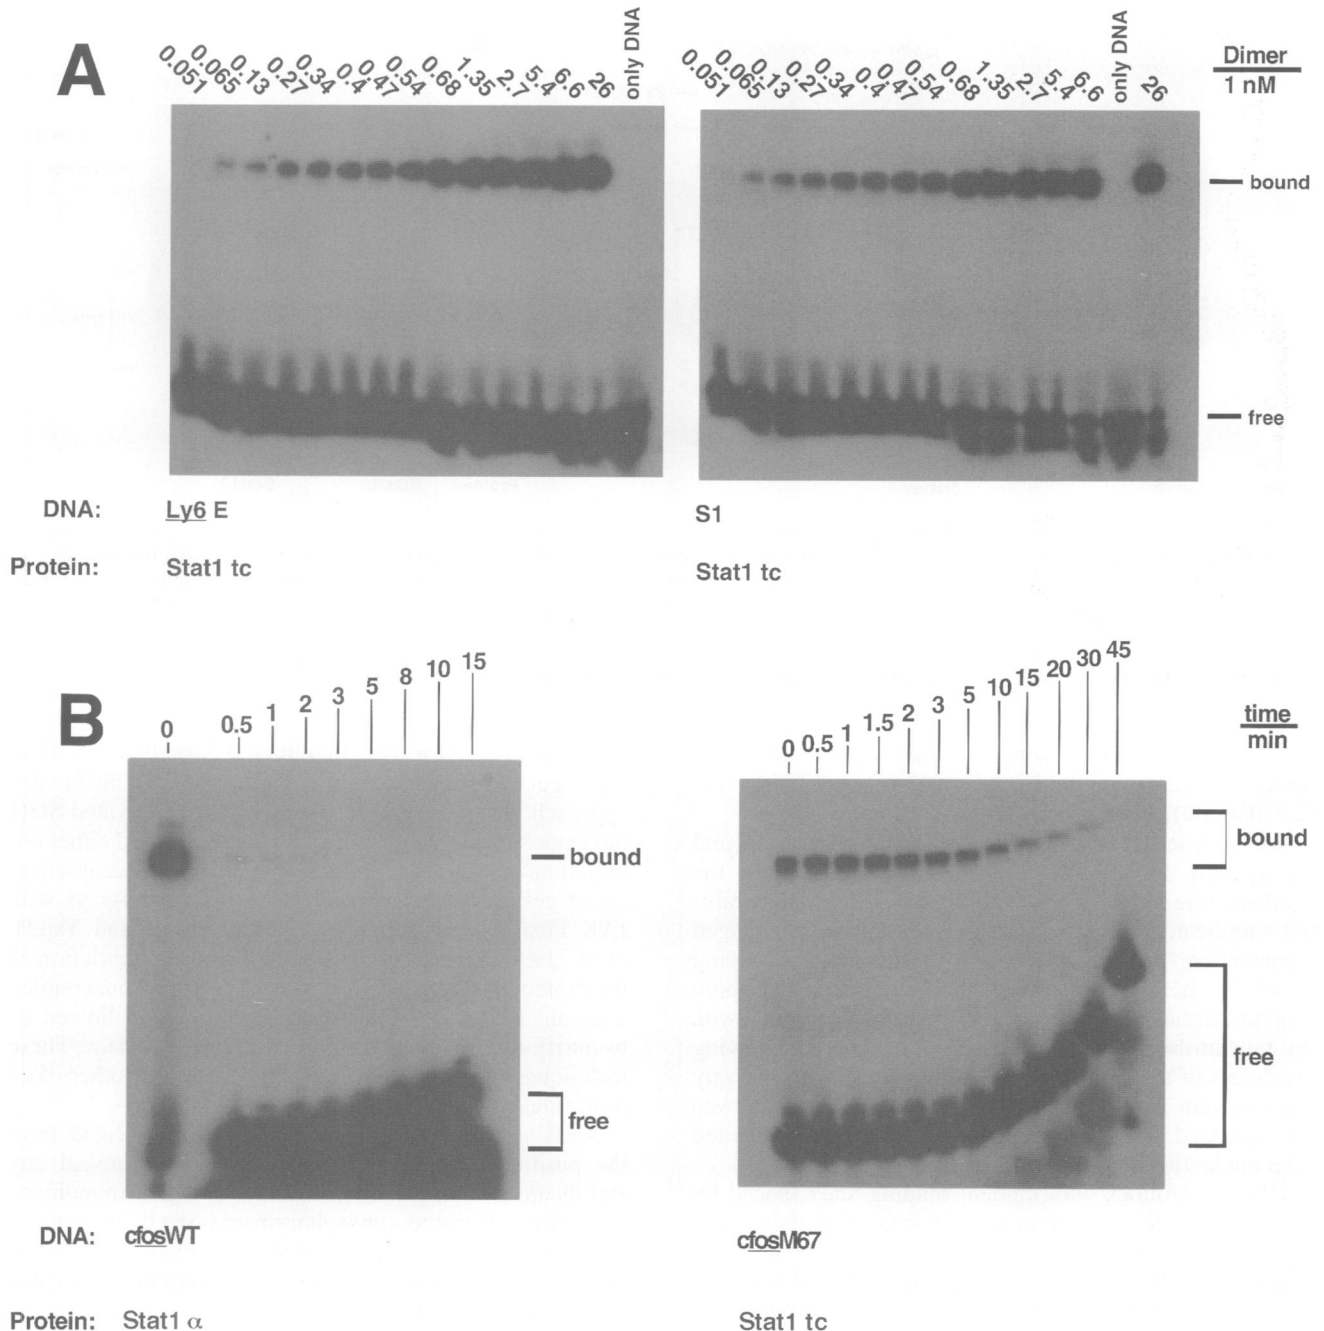 A
0.051 0.065 0.13 0.27 0.34 0.4 0.47 0.54 0.68 1.35 2.7 5.4 6.6 26 only DNA
0.051 0.065 0.13 0.27 0.34 0.4 0.47 0.54 0.68 1.35 2.7 5.4 6.6 only DNA 26
Dimer
1 nM
bound
free
DNA: Ly6 E S1
Protein: Stat1 tc Stat1 tc
B
0 0.5 1 2 3 5 8 10 15
0 0.5 1 1.5 2 3 5 10 15 20 30 45
time
min
bound
bound
free
free
DNA: cfosWT cfosM67
Protein: Stat1 α Stat1 tc